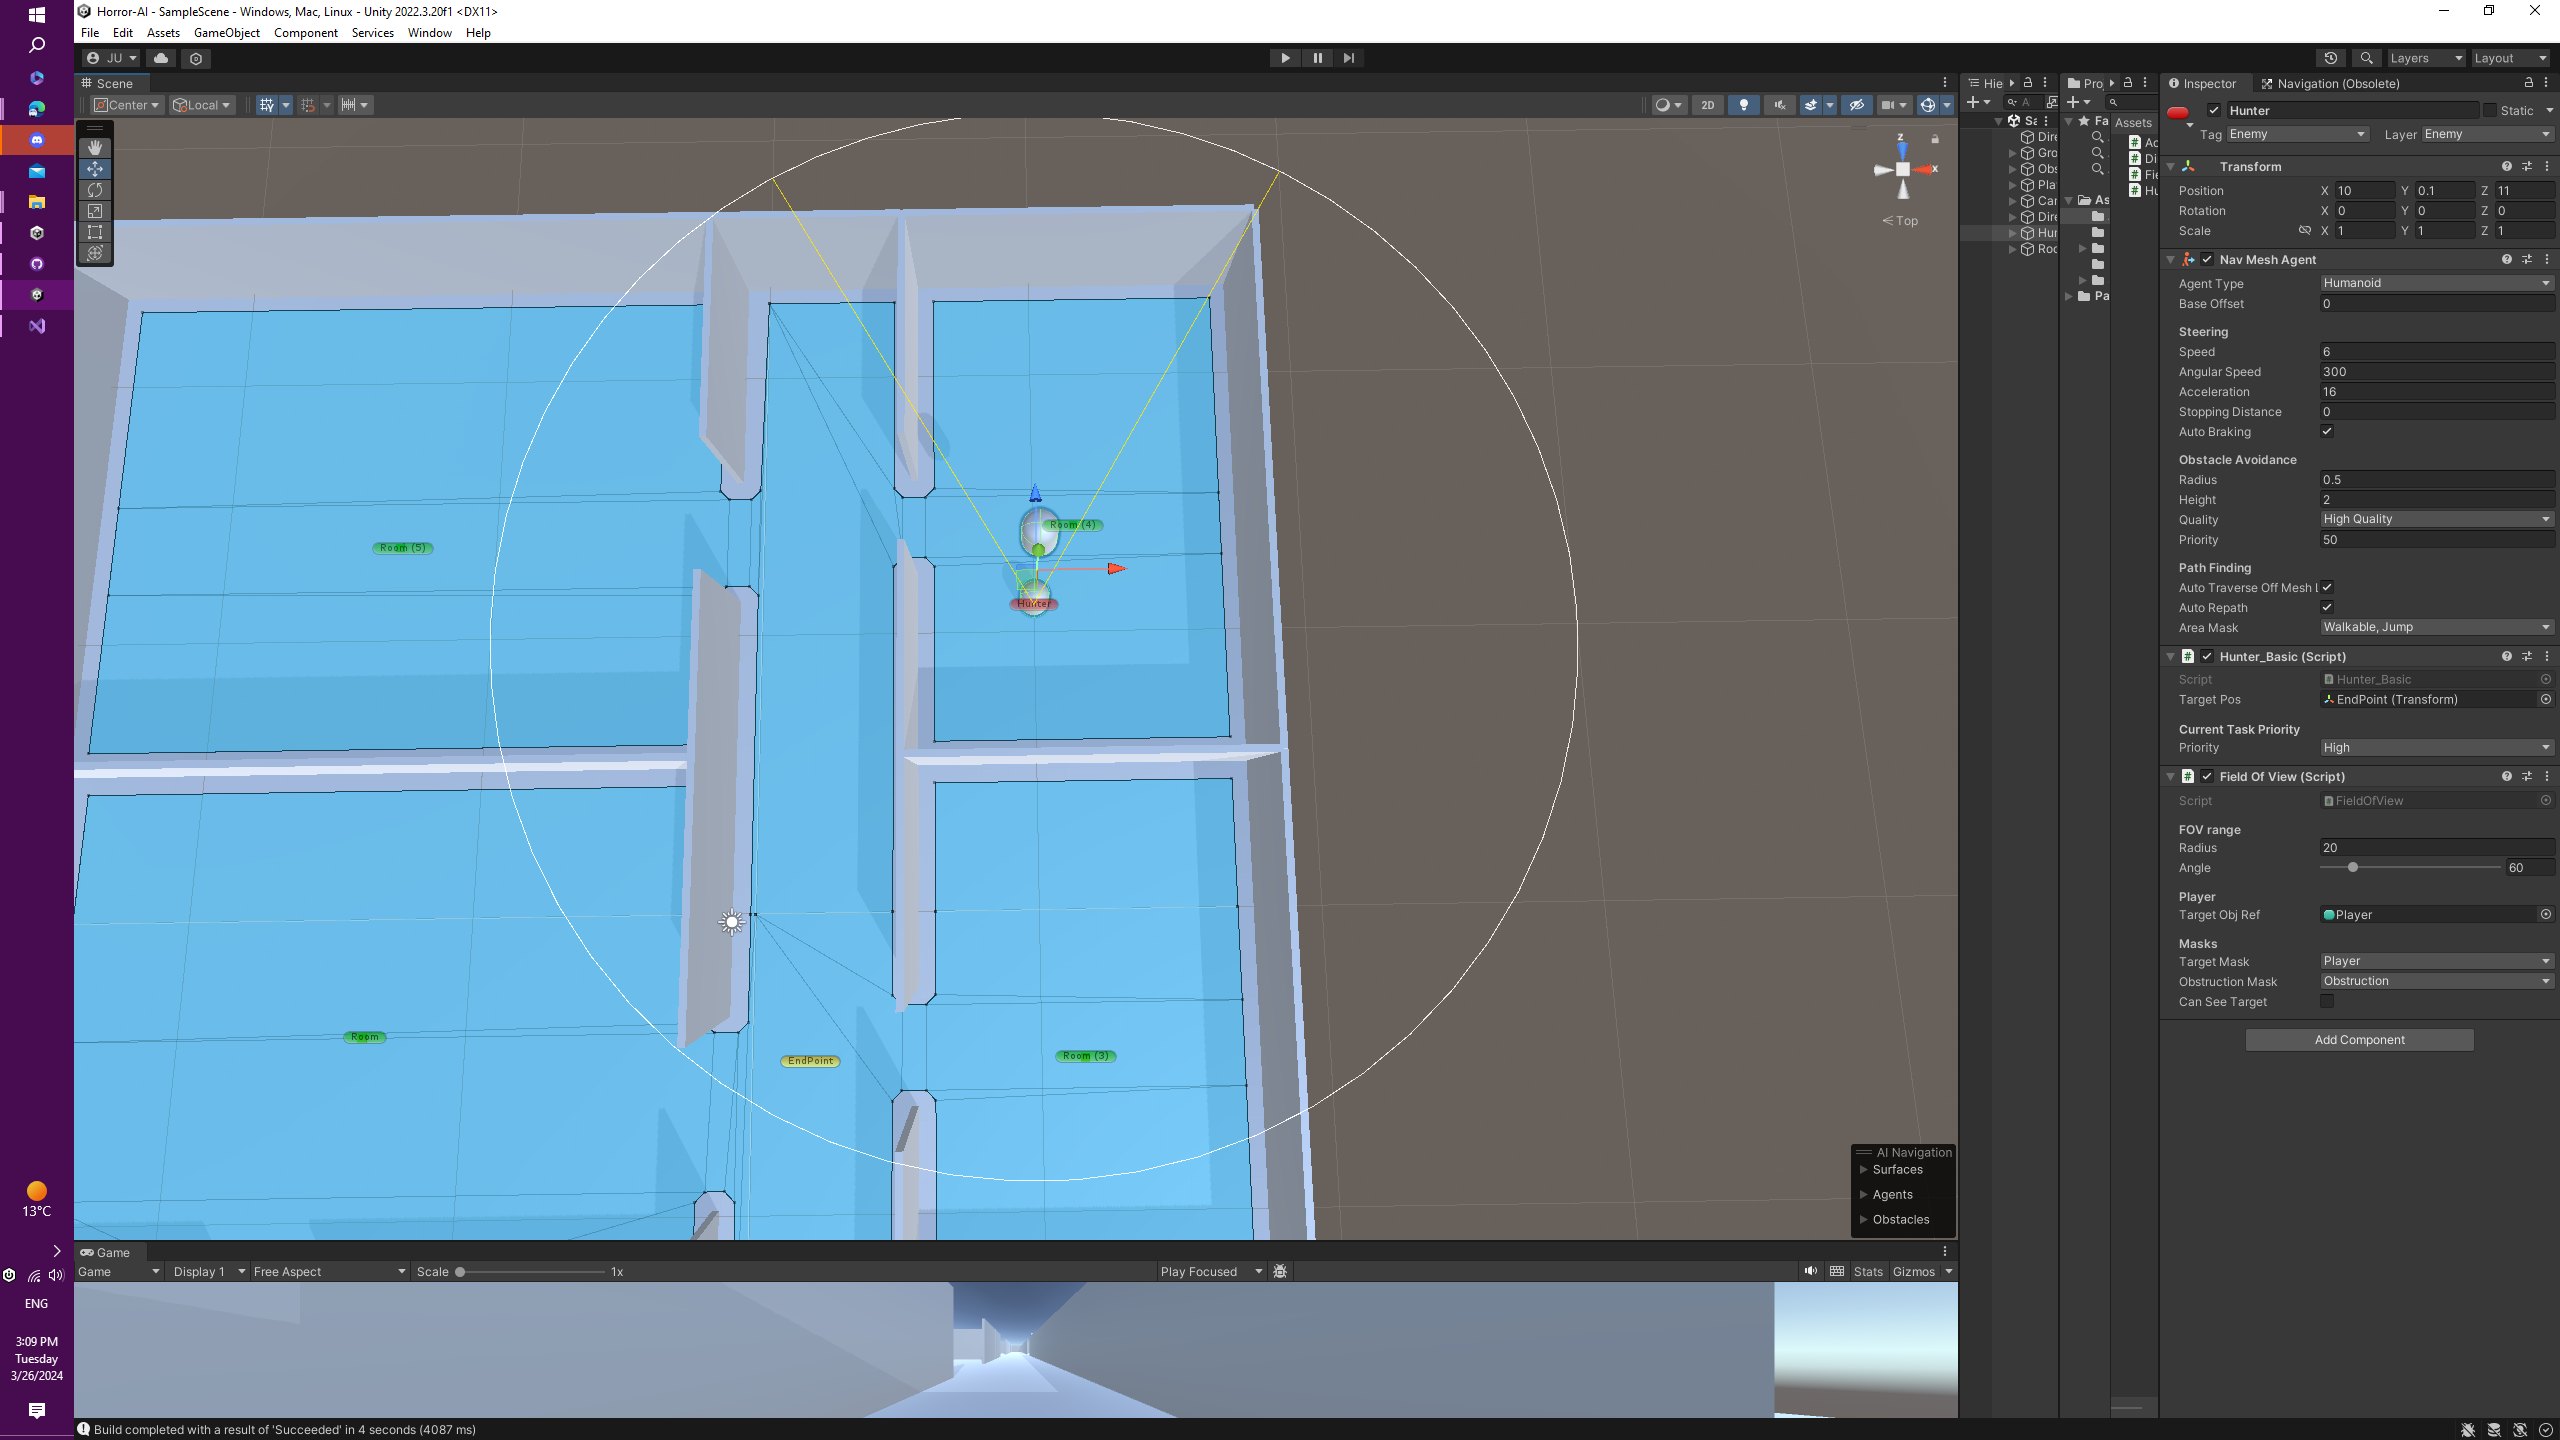 Horror-AI - SampleScene - Windows, Mac, Linux - Unity 2022.3.20f1 <DX11>
File Edit Assets GameObject Component Services Window Help
JU
Layers
Layout
Scene
Center
Local
2D
z
x
Top
Room (5)
Room (4)
Hunter
Room
EndPoint
Room (3)
AI Navigation
Surfaces
Agents
Obstacles
Game
Game
Display 1
Free Aspect
Scale
1x
Play Focused
Stats
Gizmos
Build completed with a result of 'Succeeded' in 4 seconds (4087 ms)
Hie
Sa
Dire
Gro
Obs
Pla
Car
Dire
Hur
Roo
Pro
Fa
As
Pa
Assets
Ac
Di
Fie
Hu
Inspector
Navigation (Obsolete)
Hunter
Static
Tag Enemy
Layer Enemy
Transform
Position X 10 Y 0.1 Z 11
Rotation X 0 Y 0 Z 0
Scale X 1 Y 1 Z 1
Nav Mesh Agent
Agent Type Humanoid
Base Offset 0
Steering
Speed 6
Angular Speed 300
Acceleration 16
Stopping Distance 0
Auto Braking
Obstacle Avoidance
Radius 0.5
Height 2
Quality High Quality
Priority 50
Path Finding
Auto Traverse Off Mesh L
Auto Repath
Area Mask Walkable, Jump
# Hunter_Basic (Script)
Script Hunter_Basic
Target Pos EndPoint (Transform)
Current Task Priority
Priority High
# Field Of View (Script)
Script FieldOfView
FOV range
Radius 20
Angle 60
Player
Target Obj Ref Player
Masks
Target Mask Player
Obstruction Mask Obstruction
Can See Target
Add Component
13°C
ENG
3:09 PM
Tuesday
3/26/2024